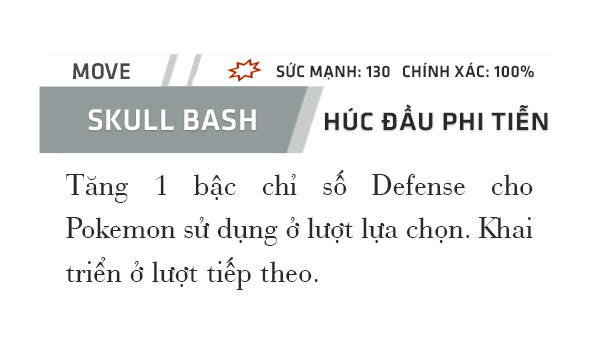 MOVE SỨC MẠNH: 130 CHÍNH XÁC: 100%
SKULL BASH HÚC ĐẦU PHI TIỄN
Tăng 1 bậc chỉ số Defense cho
Pokemon sử dụng ở lượt lựa chọn. Khai
triển ở lượt tiếp theo.